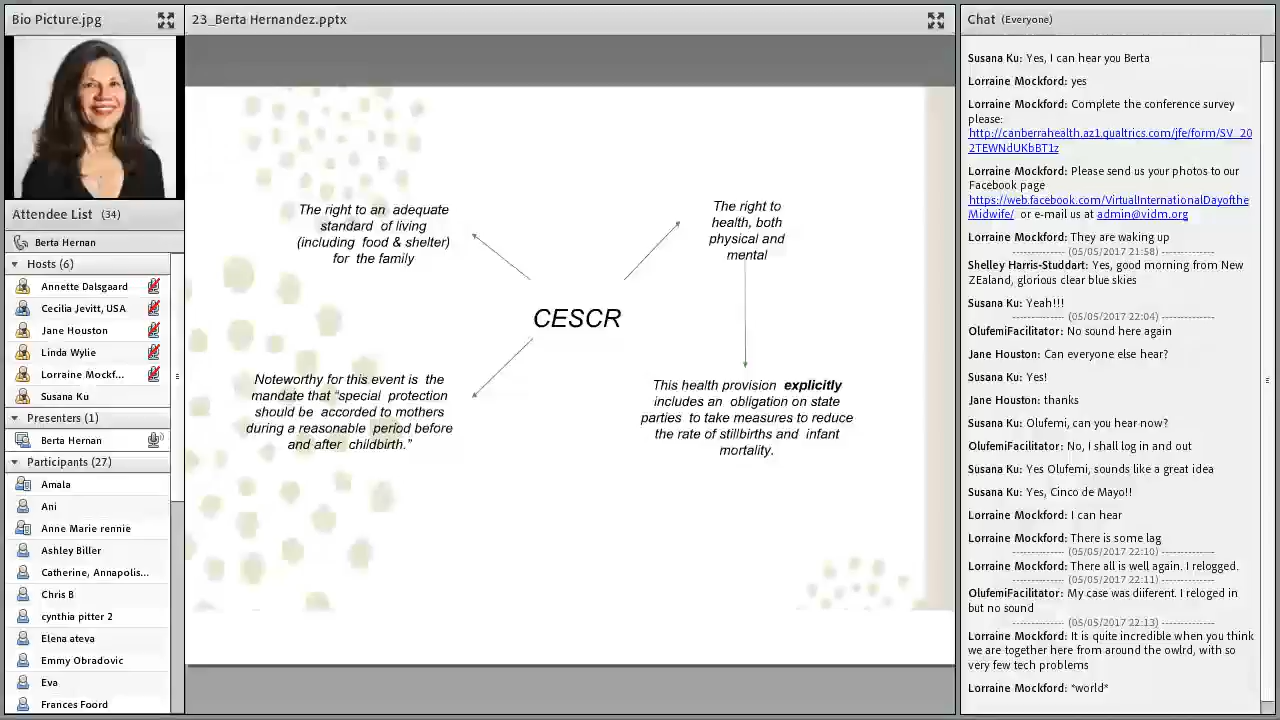 Bio Picture.jpg
Attendee List (34)
Berta Hernan
Hosts (6)
Annette Dalsgaard
Cecilia Jevitt, USA
Jane Houston
Linda Wylie
Lorraine Mockf...
Susana Ku
Presenters (1)
Berta Hernan
Participants (27)
Amala
Ani
Anne Marie rennie
Ashley Biller
Catherine, Annapolis...
Chris B
cynthia pitter 2
Elena ateva
Emmy Obradovic
Eva
Frances Foord
23_Berta Hernandez.pptx
The right to an adequate
standard of living
(including food & shelter)
for the family
The right to
health, both
physical and
mental
CESCR
Noteworthy for this event is the
mandate that "special protection
should be accorded to mothers
during a reasonable period before
and after childbirth."
This health provision explicitly
includes an obligation on state
parties to take measures to reduce
the rate of stillbirths and infant
mortality.
Chat (Everyone)
Susana Ku: Yes, I can hear you Berta
Lorraine Mockford: yes
Lorraine Mockford: Complete the conference survey
please:
http://canberrahealth.az1.qualtrics.com/jfe/form/SV_20
2TEWNdUKbBT1z
Lorraine Mockford: Please send us your photos to our
Facebook page
https://web.facebook.com/VirtualInternationalDayofthe
Midwife/ or e-mail us at admin@vidm.org
Lorraine Mockford: They are waking up
-------------- (05/05/2017 21:58) --------------
Shelley Harris-Studdart: Yes, good morning from New
ZEaland, glorious clear blue skies
Susana Ku: Yeah!!!
-------------- (05/05/2017 22:04) --------------
OlufemiFacilitator: No sound here again
Jane Houston: Can everyone else hear?
Susana Ku: Yes!
Jane Houston: thanks
Susana Ku: Olufemi, can you hear now?
OlufemiFacilitator: No, I shall log in and out
Susana Ku: Yes Olufemi, sounds like a great idea
Susana Ku: Yes, Cinco de Mayo!!
Lorraine Mockford: I can hear
Lorraine Mockford: There is some lag
-------------- (05/05/2017 22:10) --------------
Lorraine Mockford: There all is well again. I relogged.
-------------- (05/05/2017 22:11) --------------
OlufemiFacilitator: My case was diiferent. I reloged in
but no sound
-------------- (05/05/2017 22:13) --------------
Lorraine Mockford: It is quite incredible when you think
we are together here from around the owlrd, with so
very few tech problems
Lorraine Mockford: *world*